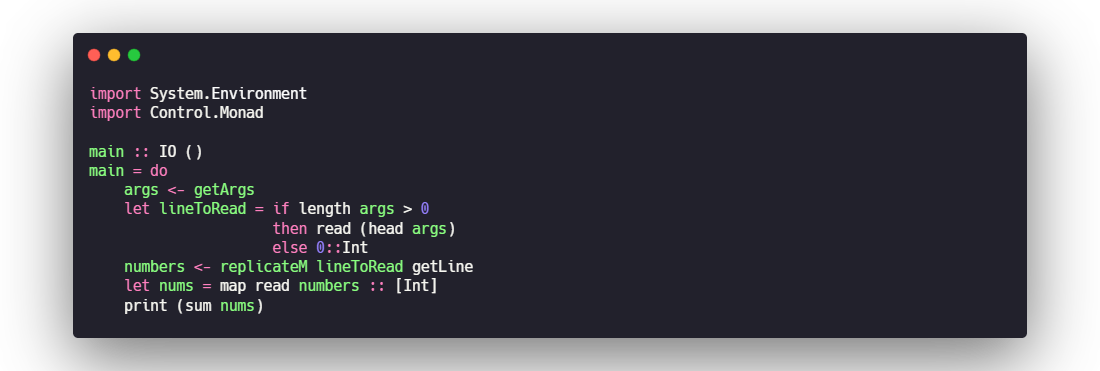 import System.Environment
import Control.Monad

main :: IO ()
main = do
    args <- getArgs
    let lineToRead = if length args > 0
                     then read (head args)
                     else 0::Int
    numbers <- replicateM lineToRead getLine
    let nums = map read numbers :: [Int]
    print (sum nums)